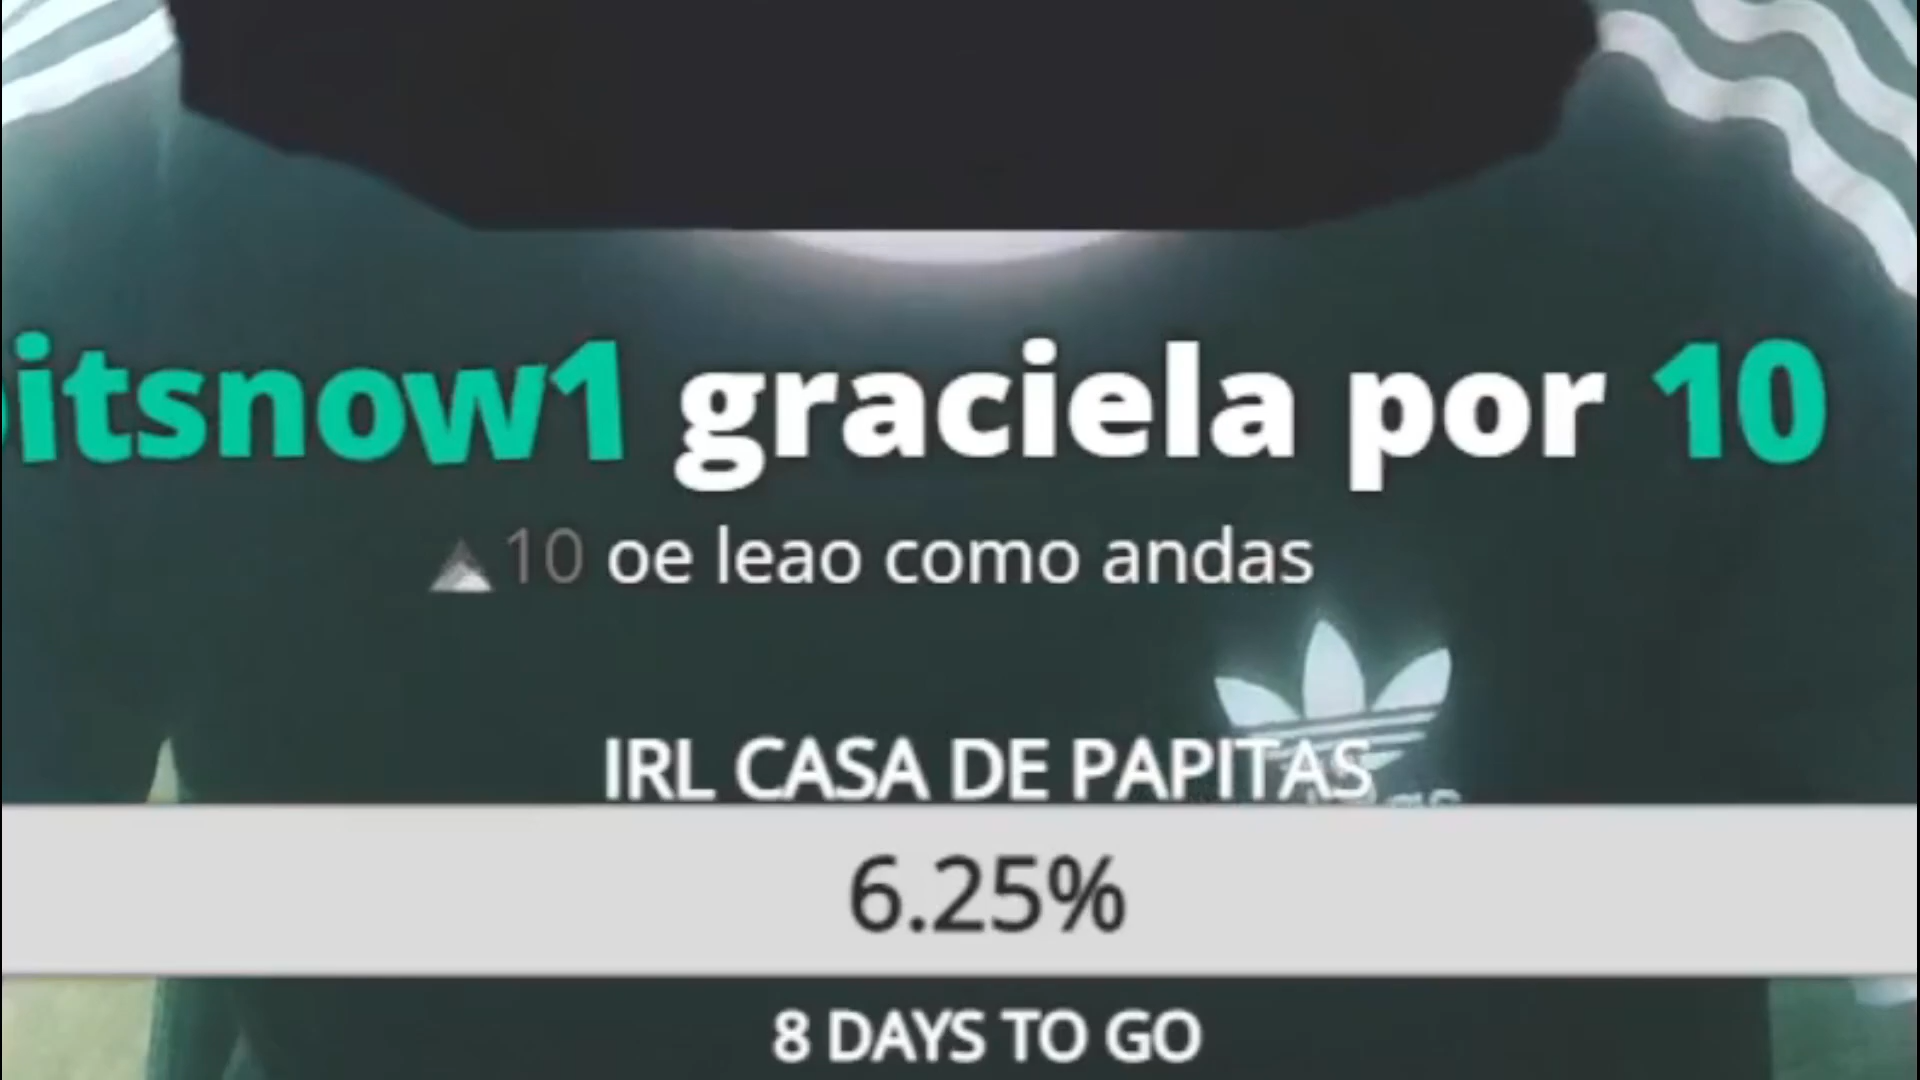 itsnow1 graciela por 10
10 oe leao como andas
IRL CASA DE PAPITAS
6.25%
8 DAYS TO GO